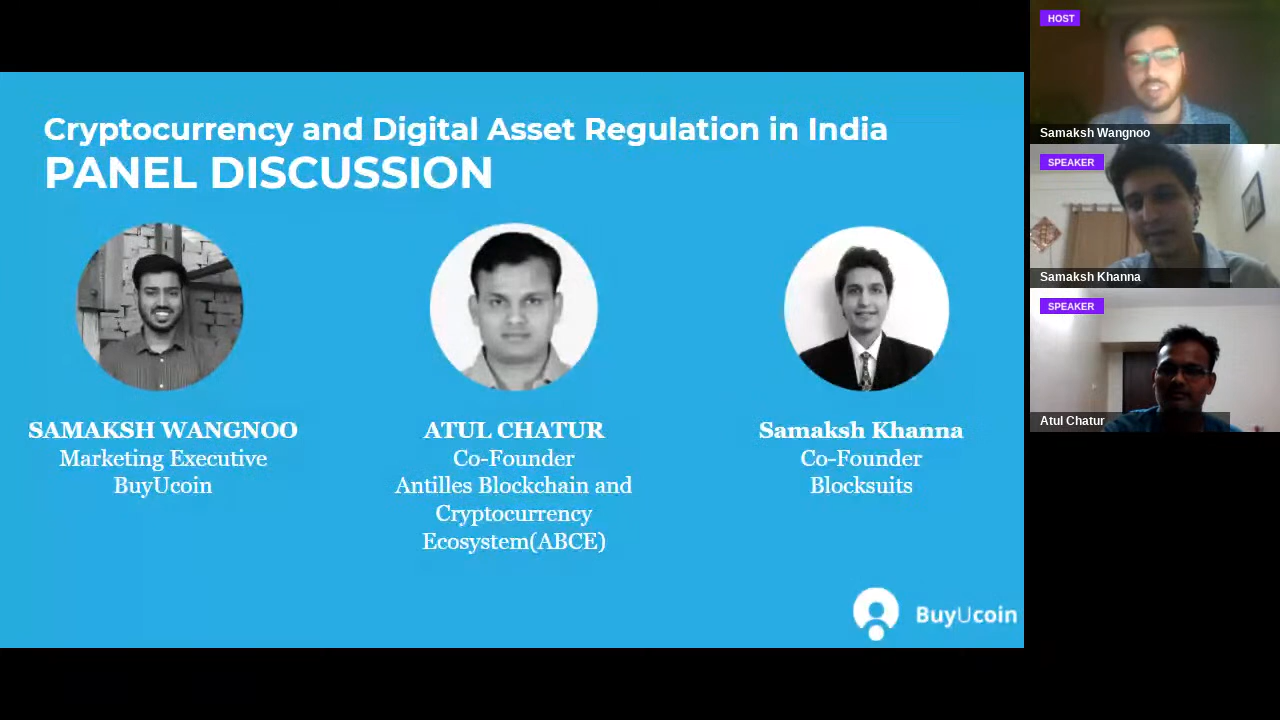 Cryptocurrency and Digital Asset Regulation in India
PANEL DISCUSSION
SAMAKSH WANGNOO
Marketing Executive
BuyUcoin
ATUL CHATUR
Co-Founder
Antilles Blockchain and
Cryptocurrency
Ecosystem(ABCE)
Samaksh Khanna
Co-Founder
Blocksuits
BuyUcoin
HOST
Samaksh Wangnoo
SPEAKER
Samaksh Khanna
SPEAKER
Atul Chatur